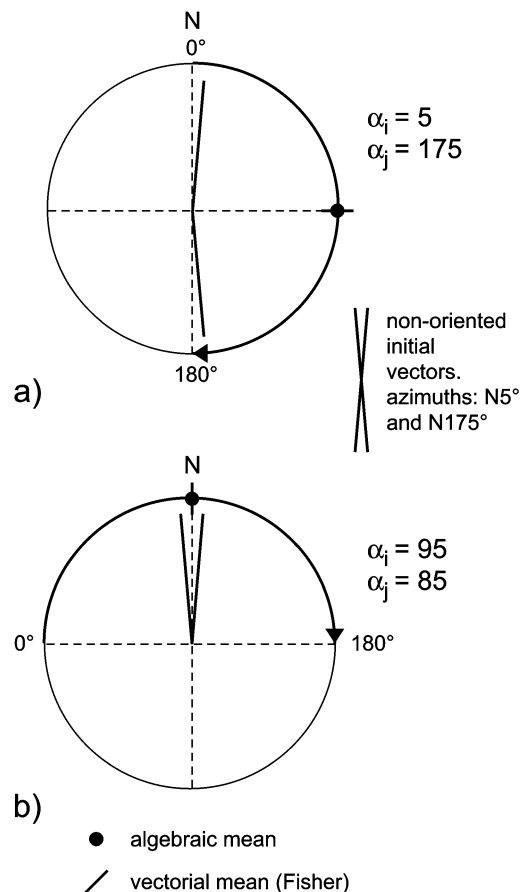 N
0°
αi = 5
αj = 175
non-oriented
initial
vectors.
azimuths: N5°
and N175°
180°
a)
N
αi = 95
αj = 85
0°
180°
b)
algebraic mean
vectorial mean (Fisher)